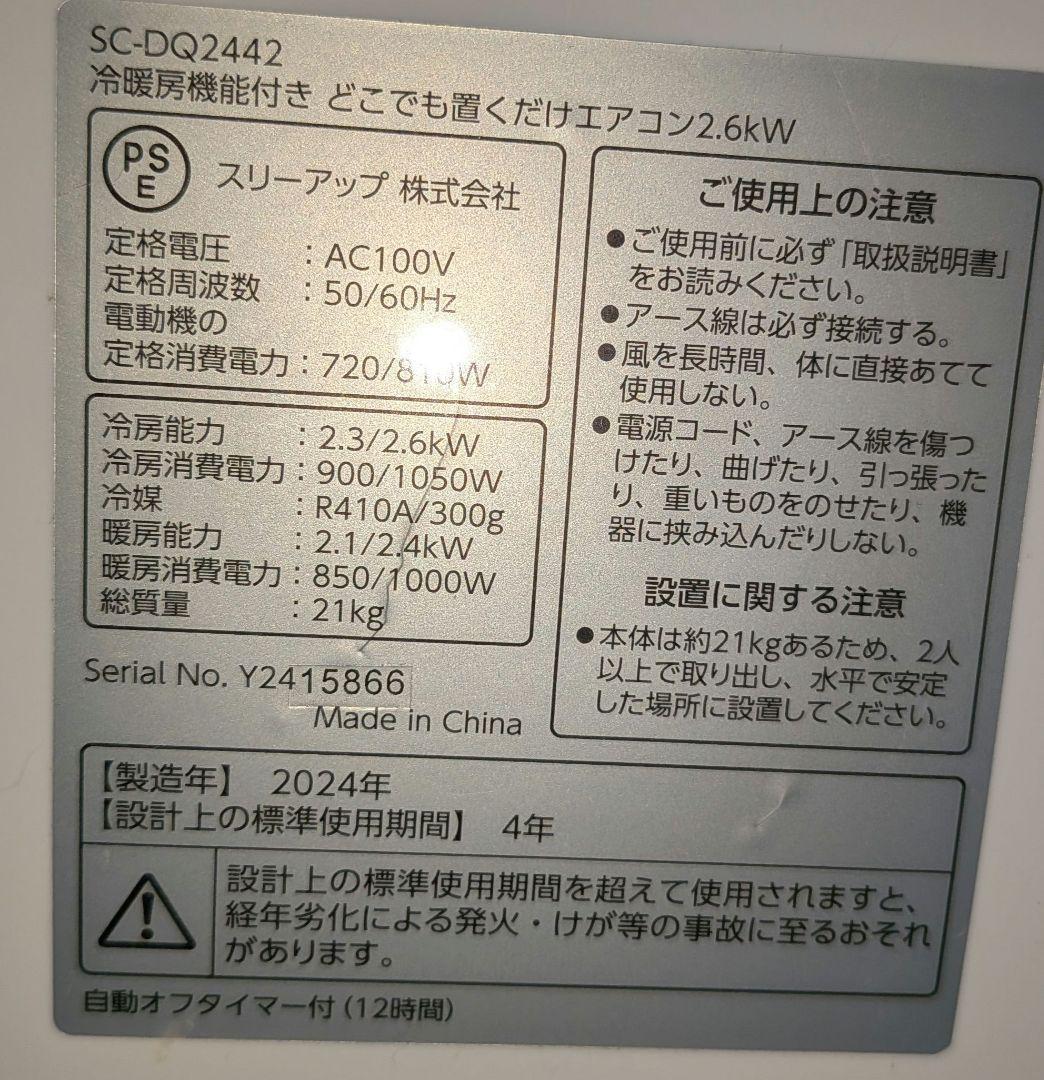 SC-DQ2442
冷暖房機能付き どこでも置くだけエアコン2.6kW
PS
E
スリーアップ 株式会社
定格電圧 : AC100V
定格周波数 : 50/60Hz
電動機の
定格消費電力 : 720/810W
冷房能力 : 2.3/2.6kW
冷房消費電力 : 900/1050W
冷媒 : R410A/300g
暖房能力 : 2.1/2.4kW
暖房消費電力 : 850/1000W
総質量 : 21kg
Serial No. Y2415866
Made in China
ご使用上の注意
●ご使用前に必ず「取扱説明書」
をお読みください。
●アース線は必ず接続する。
●風を長時間、体に直接あてて
使用しない。
●電源コード、アース線を傷つ
けたり、曲げたり、引っ張った
り、重いものをのせたり、機
器に挟み込んだりしない。
設置に関する注意
●本体は約21kgあるため、2人
以上で取り出し、水平で安定
した場所に設置してください。
【製造年】 2024年
【設計上の標準使用期間】 4年
設計上の標準使用期間を超えて使用されますと、
経年劣化による発火・けが等の事故に至るおそれ
があります。
自動オフタイマー付(12時間)